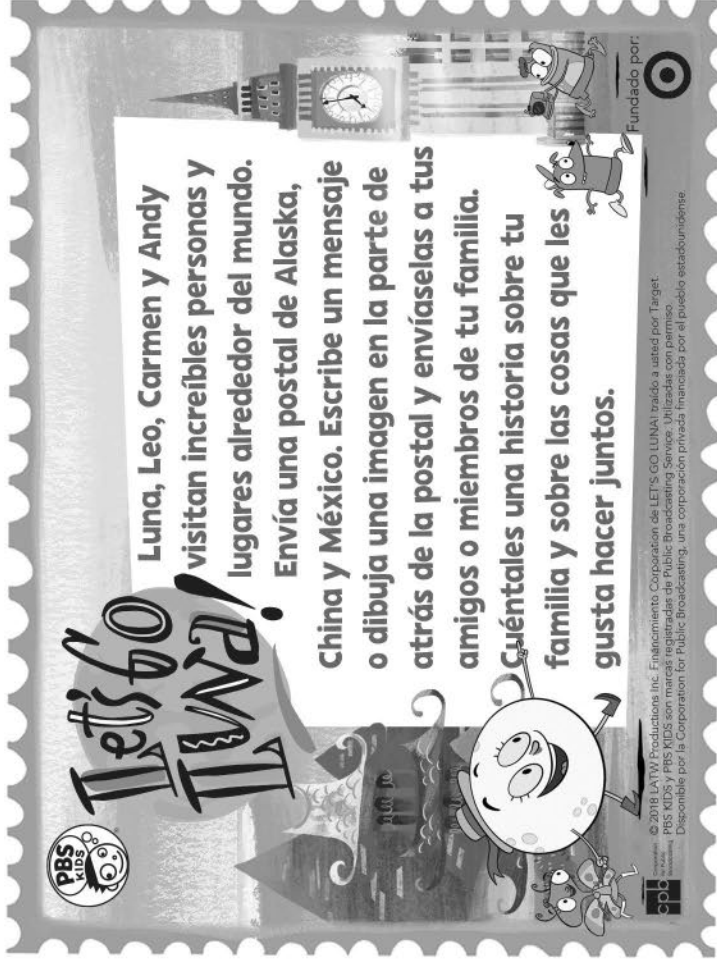 PBS
KIDS
Let's Go
LUNA!
Luna, Leo, Carmen y Andy
visitan increíbles personas y
lugares alrededor del mundo.
Envía una postal de Alaska,
China y México. Escribe un mensaje
o dibuja una imagen en la parte de
atrás de la postal y envíaselas a tus
amigos o miembros de tu familia.
Cuéntales una historia sobre tu
familia y sobre las cosas que les
gusta hacer juntos.
Fundado por:
cpb
Corporation
for Public
Broadcasting
© 2018 LATW Productions Inc. Financimiento Corporation de LET'S GO LUNA! traído a usted por Target.
PBS KIDS y PBS KIDS son marcas registradas de Public Broadcasting Service. Utilizadas con permiso.
Disponible por la Corporation for Public Broadcasting, una corporación privada financiada por el pueblo estadounidense.